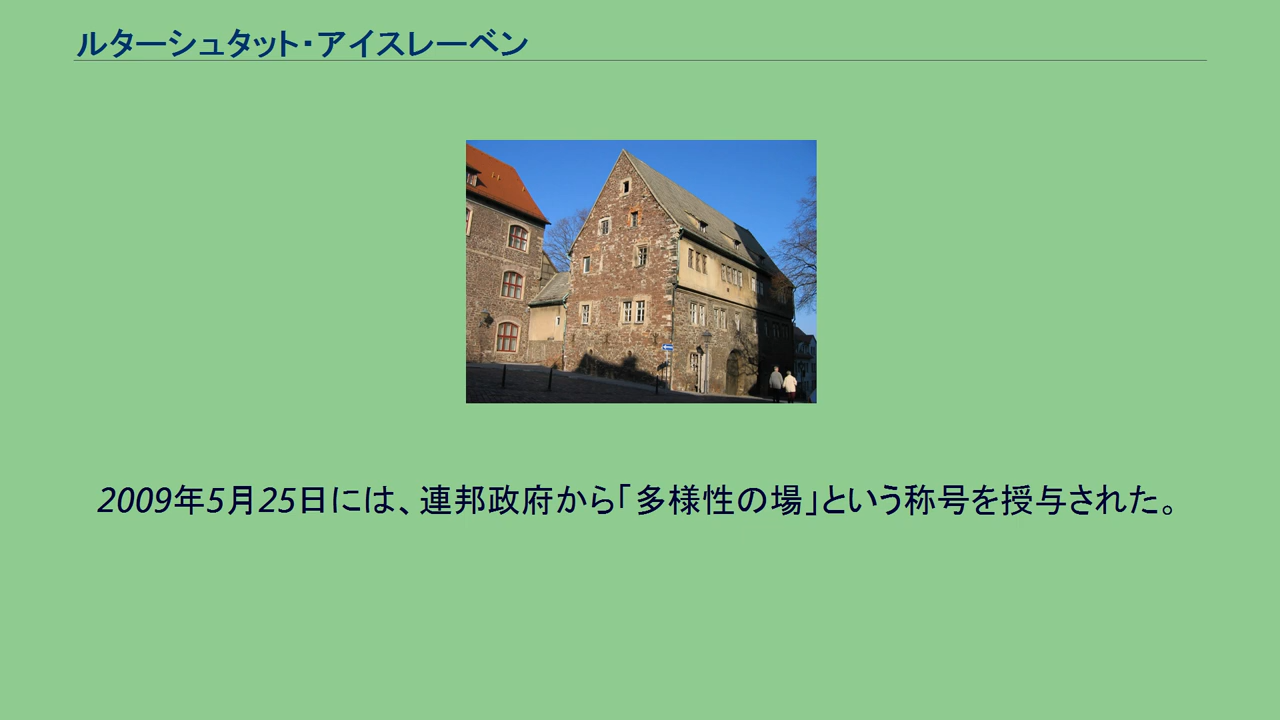 ルターシュタット・アイスレーベン
2009年5月25日には、連邦政府から「多様性の場」という称号を授与された。